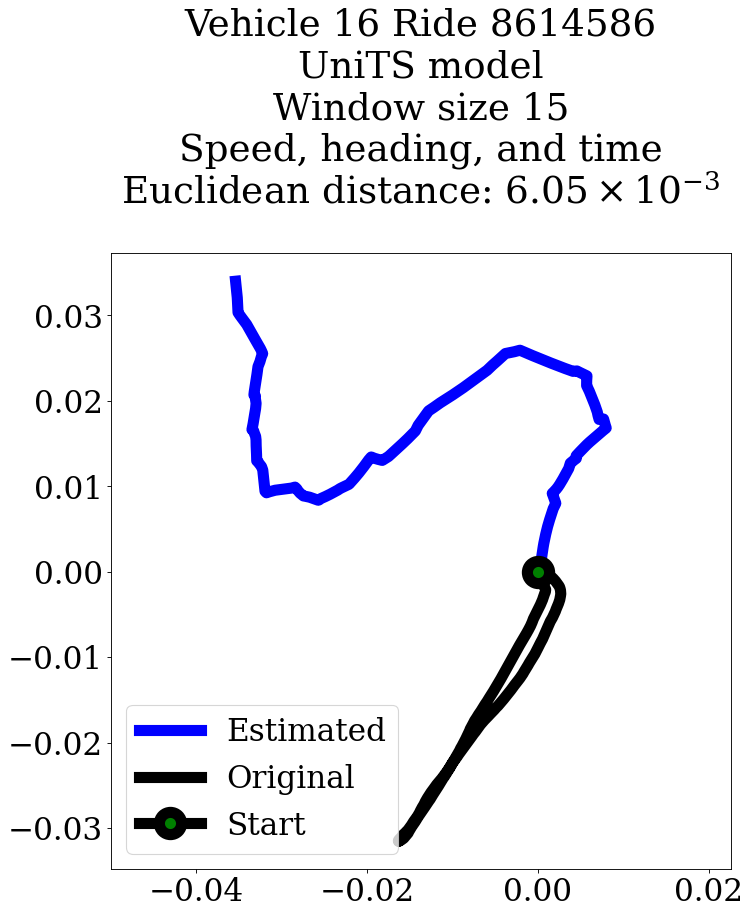 Vehicle 16 Ride 8614586
UniTS model
Window size 15
Speed, heading, and time
Euclidean distance: 6.05 × 10⁻³
0.03
0.02
0.01
0.00
−0.01
−0.02
−0.03
Estimated
Original
Start
−0.04
−0.02
0.00
0.02